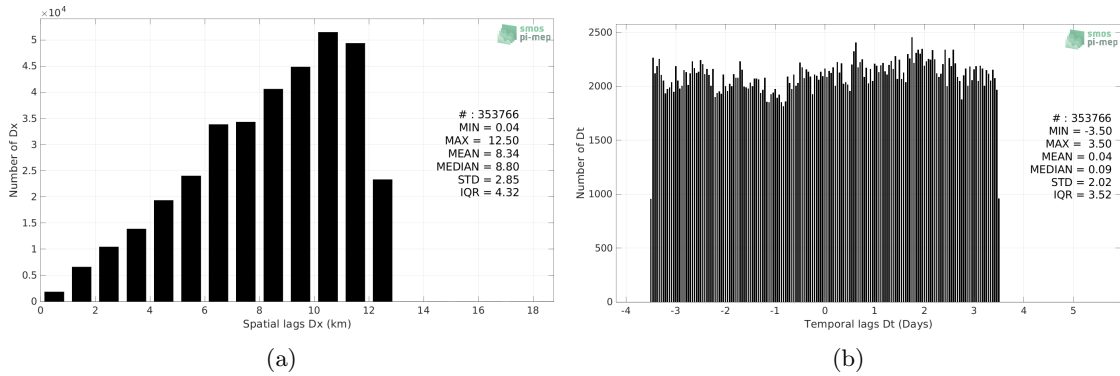 ×10⁴
5
4.5
4
3.5
3
2.5
2
1.5
1
0.5
0
Number of Dx
0 2 4 6 8 10 12 14 16 18
Spatial lags Dx (km)
smos
pi-mep
# : 353766
MIN = 0.04
MAX = 12.50
MEAN = 8.34
MEDIAN = 8.80
STD = 2.85
IQR = 4.32
(a)
2500
2000
1500
1000
500
0
Number of Dt
-4 -3 -2 -1 0 1 2 3 4 5
Temporal lags Dt (Days)
smos
pi-mep
# : 353766
MIN = -3.50
MAX = 3.50
MEAN = 0.04
MEDIAN = 0.09
STD = 2.02
IQR = 3.52
(b)